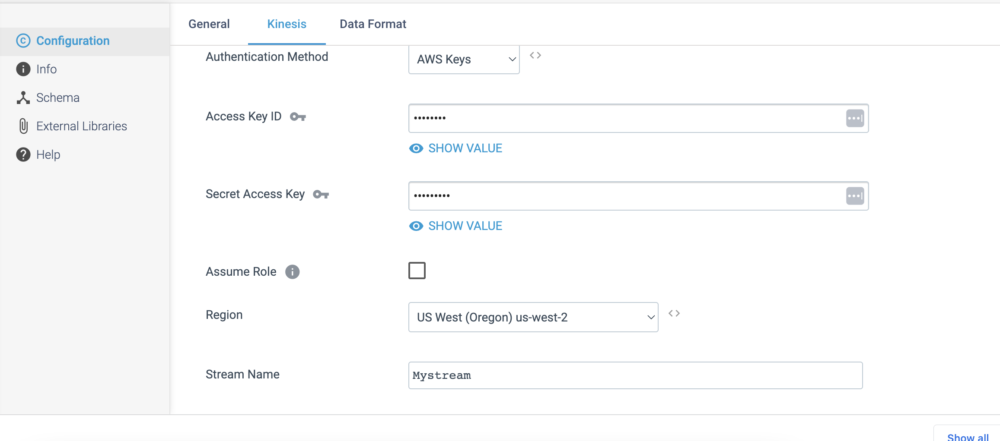 General
Kinesis
Data Format
Configuration
Info
Schema
External Libraries
Help
Authentication Method
AWS Keys
Access Key ID
••••••••
SHOW VALUE
Secret Access Key
•••••••••
SHOW VALUE
Assume Role
Region
US West (Oregon) us-west-2
Stream Name
Mystream
Show all